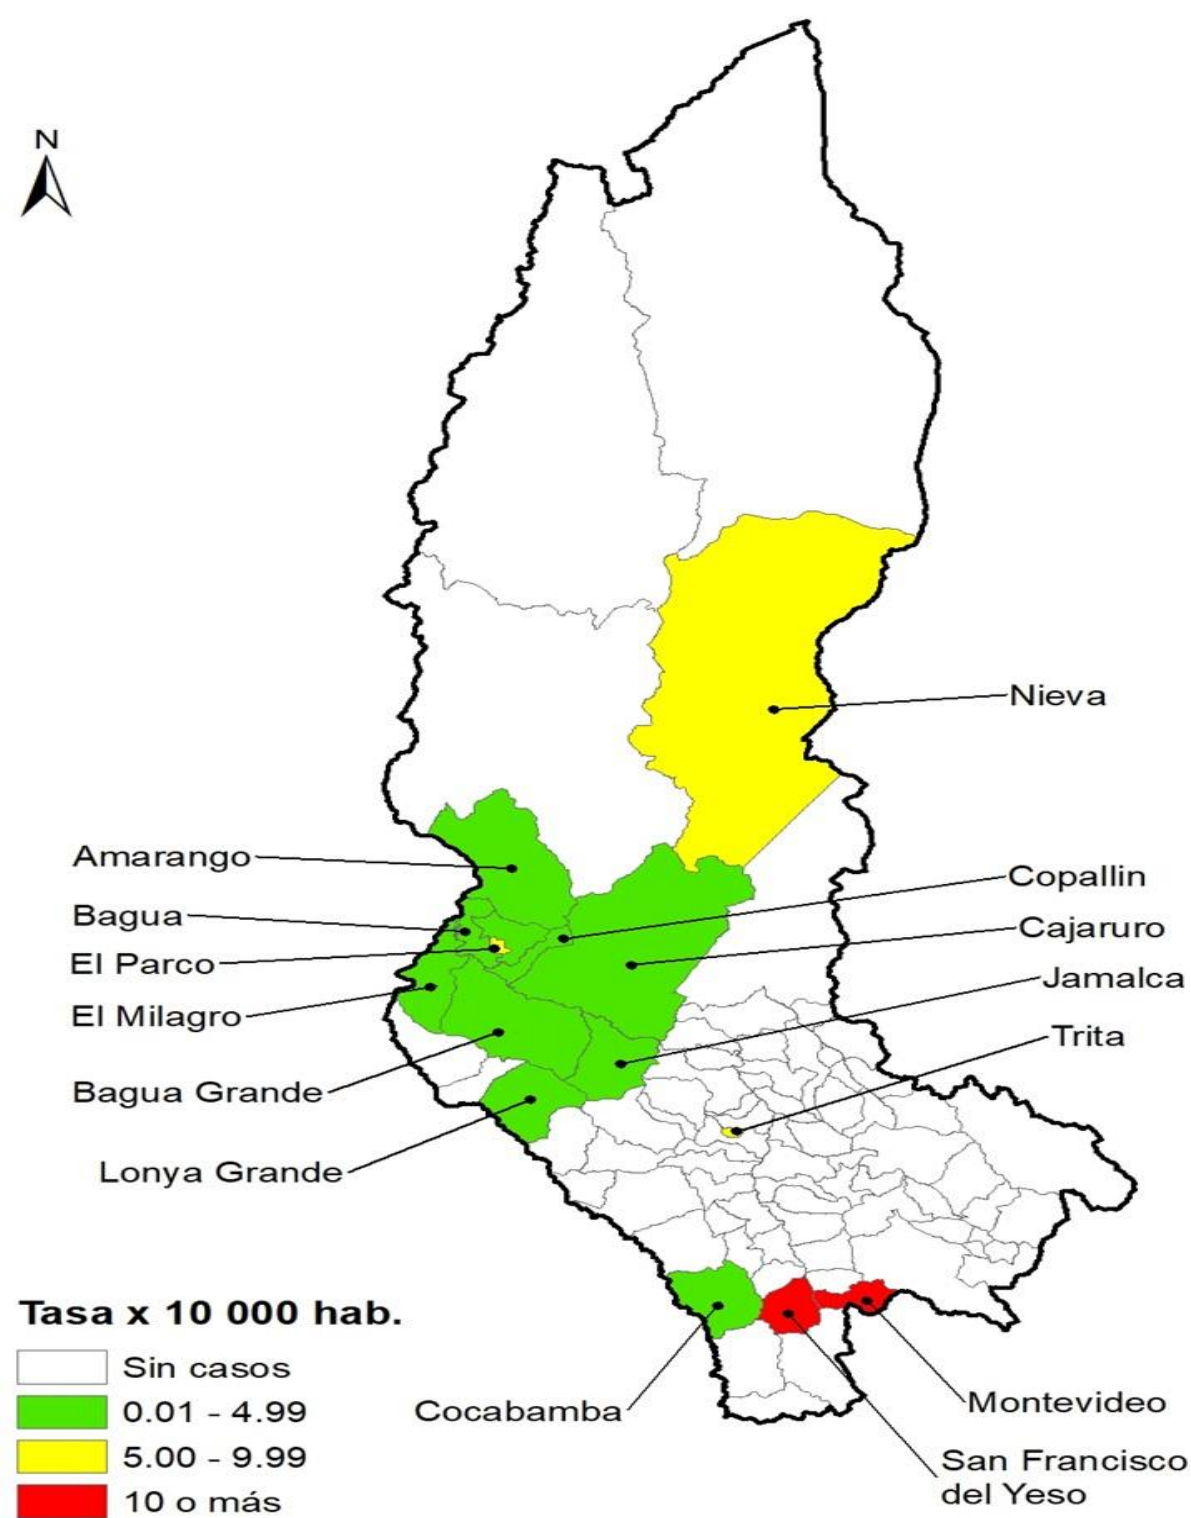 N
Nieva
Amarango
Copallin
Bagua
Cajaruro
El Parco
Jamalca
El Milagro
Trita
Bagua Grande
Lonya Grande
Tasa x 10 000 hab.
Sin casos
0.01 - 4.99
5.00 - 9.99
10 o más
Cocabamba
Montevideo
San Francisco
del Yeso